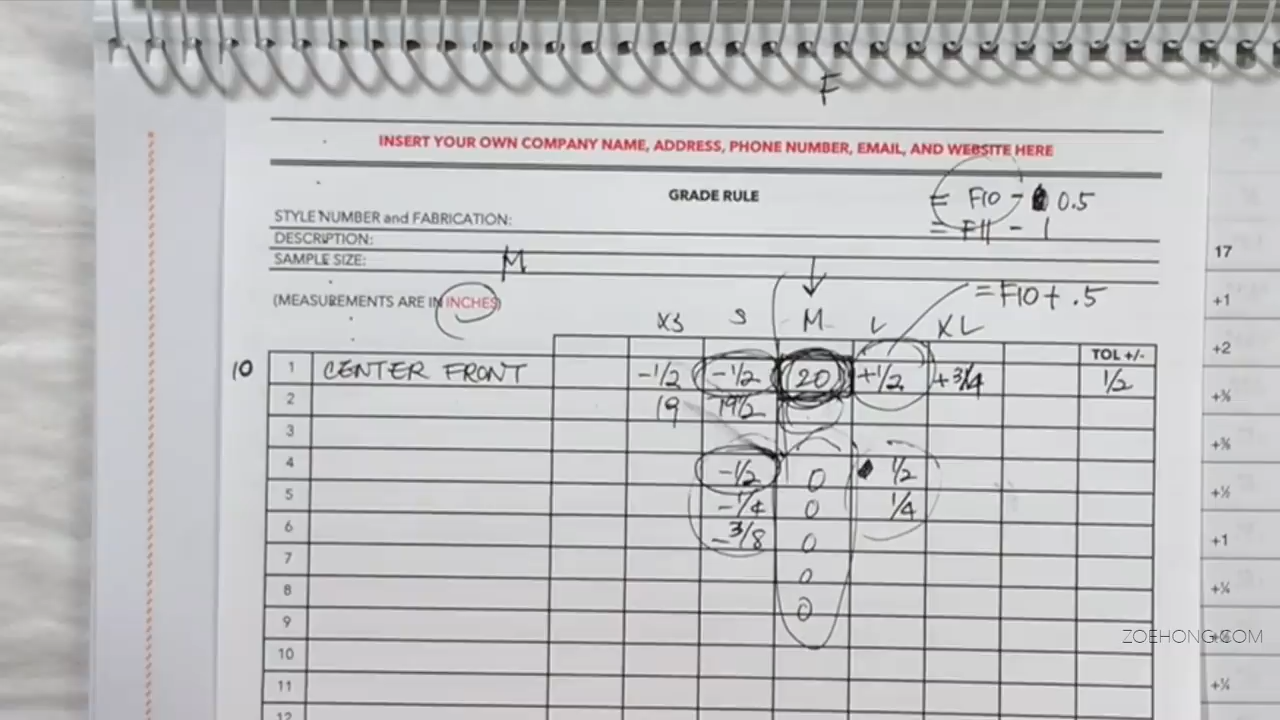 F
INSERT YOUR OWN COMPANY NAME, ADDRESS, PHONE NUMBER, EMAIL, AND WEBSITE HERE
GRADE RULE
= F10 - 0.5
STYLE NUMBER and FABRICATION:
= F11 - 1
DESCRIPTION:
SAMPLE SIZE: M
(MEASUREMENTS ARE IN INCHES)
= F10 + .5
XS S M L XL
TOL +/-
10 1 CENTER FRONT -1/2 -1/2 20 +1/2 +3/4 1/2
2 19 19 1/2
3
4 -1/2 0 1/2
5 -1/4 0 1/4
6 -3/8 0
7 0
8 0
9
10
11
12
17
+1
+2
+1
ZOEHONG.COM